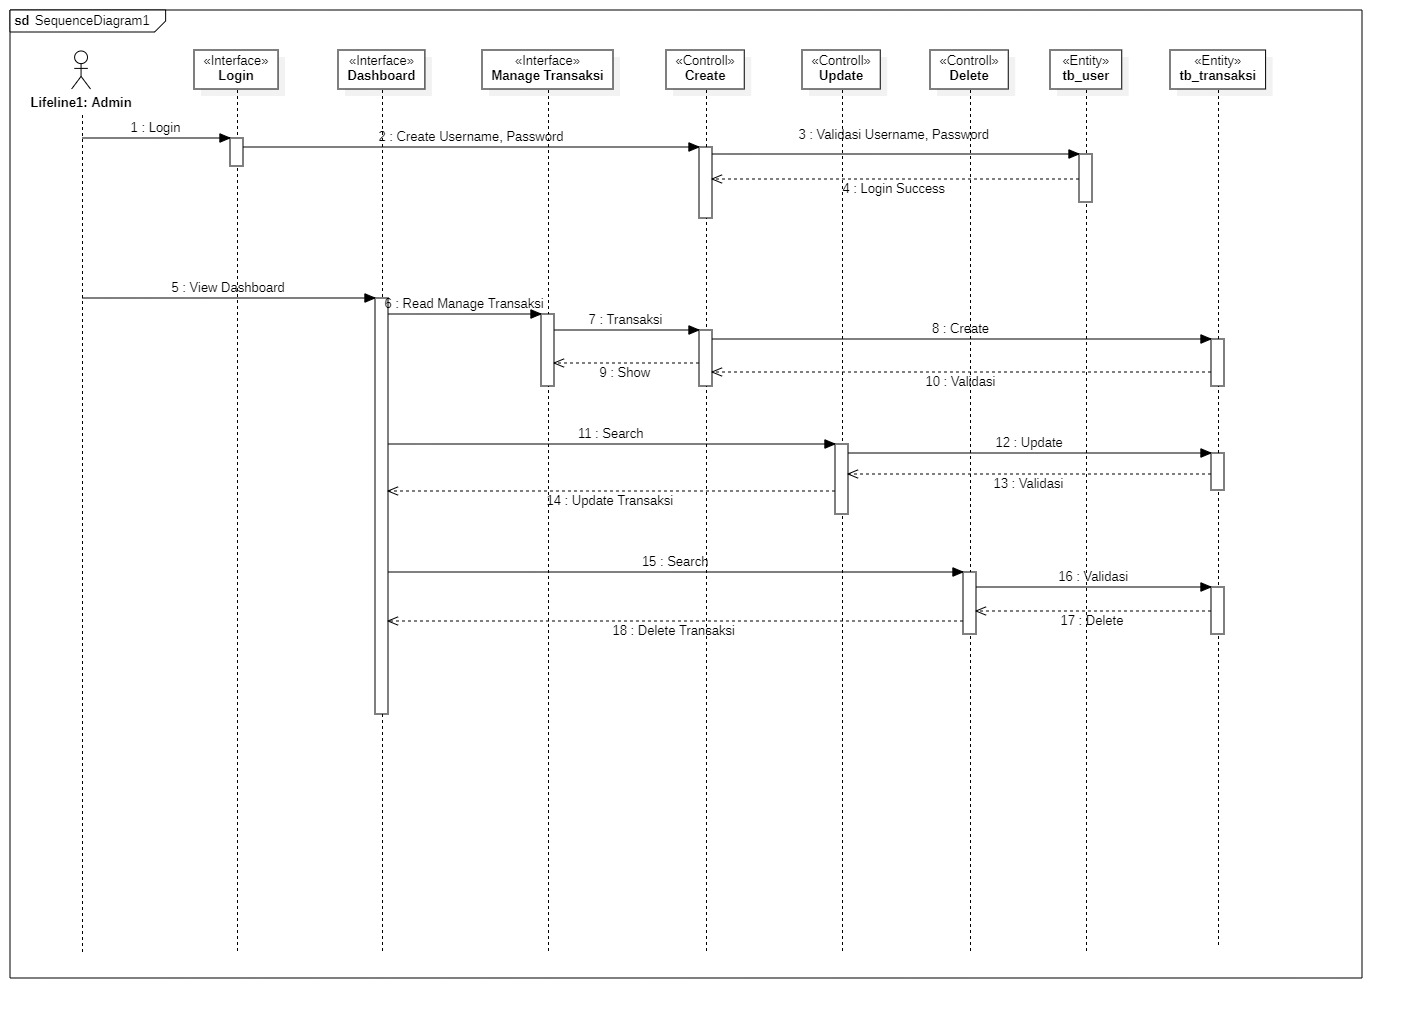 sd SequenceDiagram1
«Interface»
Login
«Interface»
Dashboard
«Interface»
Manage Transaksi
«Controll»
Create
«Controll»
Update
«Controll»
Delete
«Entity»
tb_user
«Entity»
tb_transaksi
Lifeline1: Admin
1 : Login
2 : Create Username, Password
3 : Validasi Username, Password
4 : Login Success
5 : View Dashboard
6 : Read Manage Transaksi
7 : Transaksi
8 : Create
9 : Show
10 : Validasi
11 : Search
12 : Update
13 : Validasi
14 : Update Transaksi
15 : Search
16 : Validasi
17 : Delete
18 : Delete Transaksi